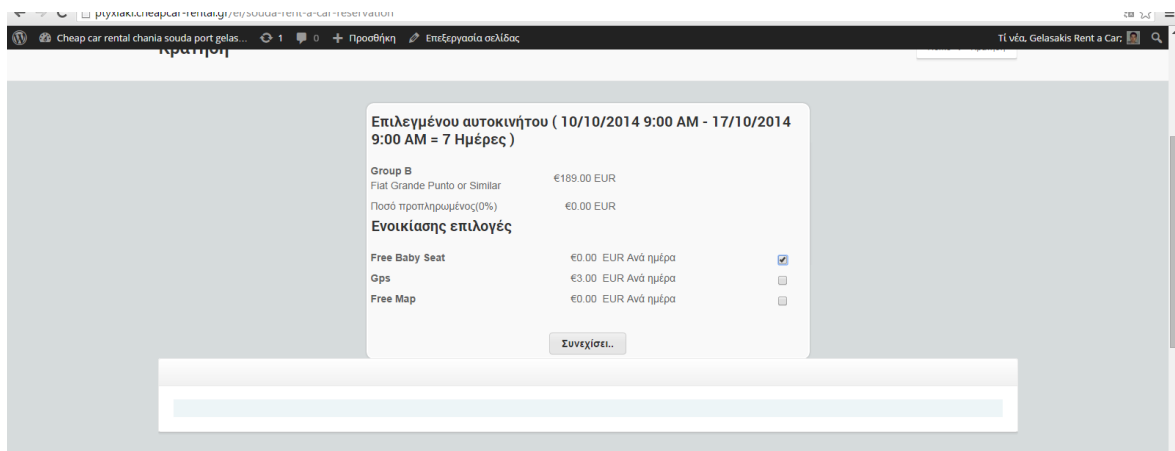 ptyxiaki.cheapcar-rental.gr/el/souda-rent-a-car-reservation
Cheap car rental chania souda port gelas... 1 0 + Προσθήκη Επεξεργασία σελίδας Τί νέα, Gelasakis Rent a Car;
Κράτηση
Επιλεγμένου αυτοκινήτου ( 10/10/2014 9:00 AM - 17/10/2014
9:00 AM = 7 Ημέρες )
Group B
Fiat Grande Punto or Similar €189.00 EUR
Ποσό προπληρωμένος(0%) €0.00 EUR
Ενοικίασης επιλογές
Free Baby Seat €0.00 EUR Ανά ημέρα
Gps €3.00 EUR Ανά ημέρα
Free Map €0.00 EUR Ανά ημέρα
Συνεχίσει..